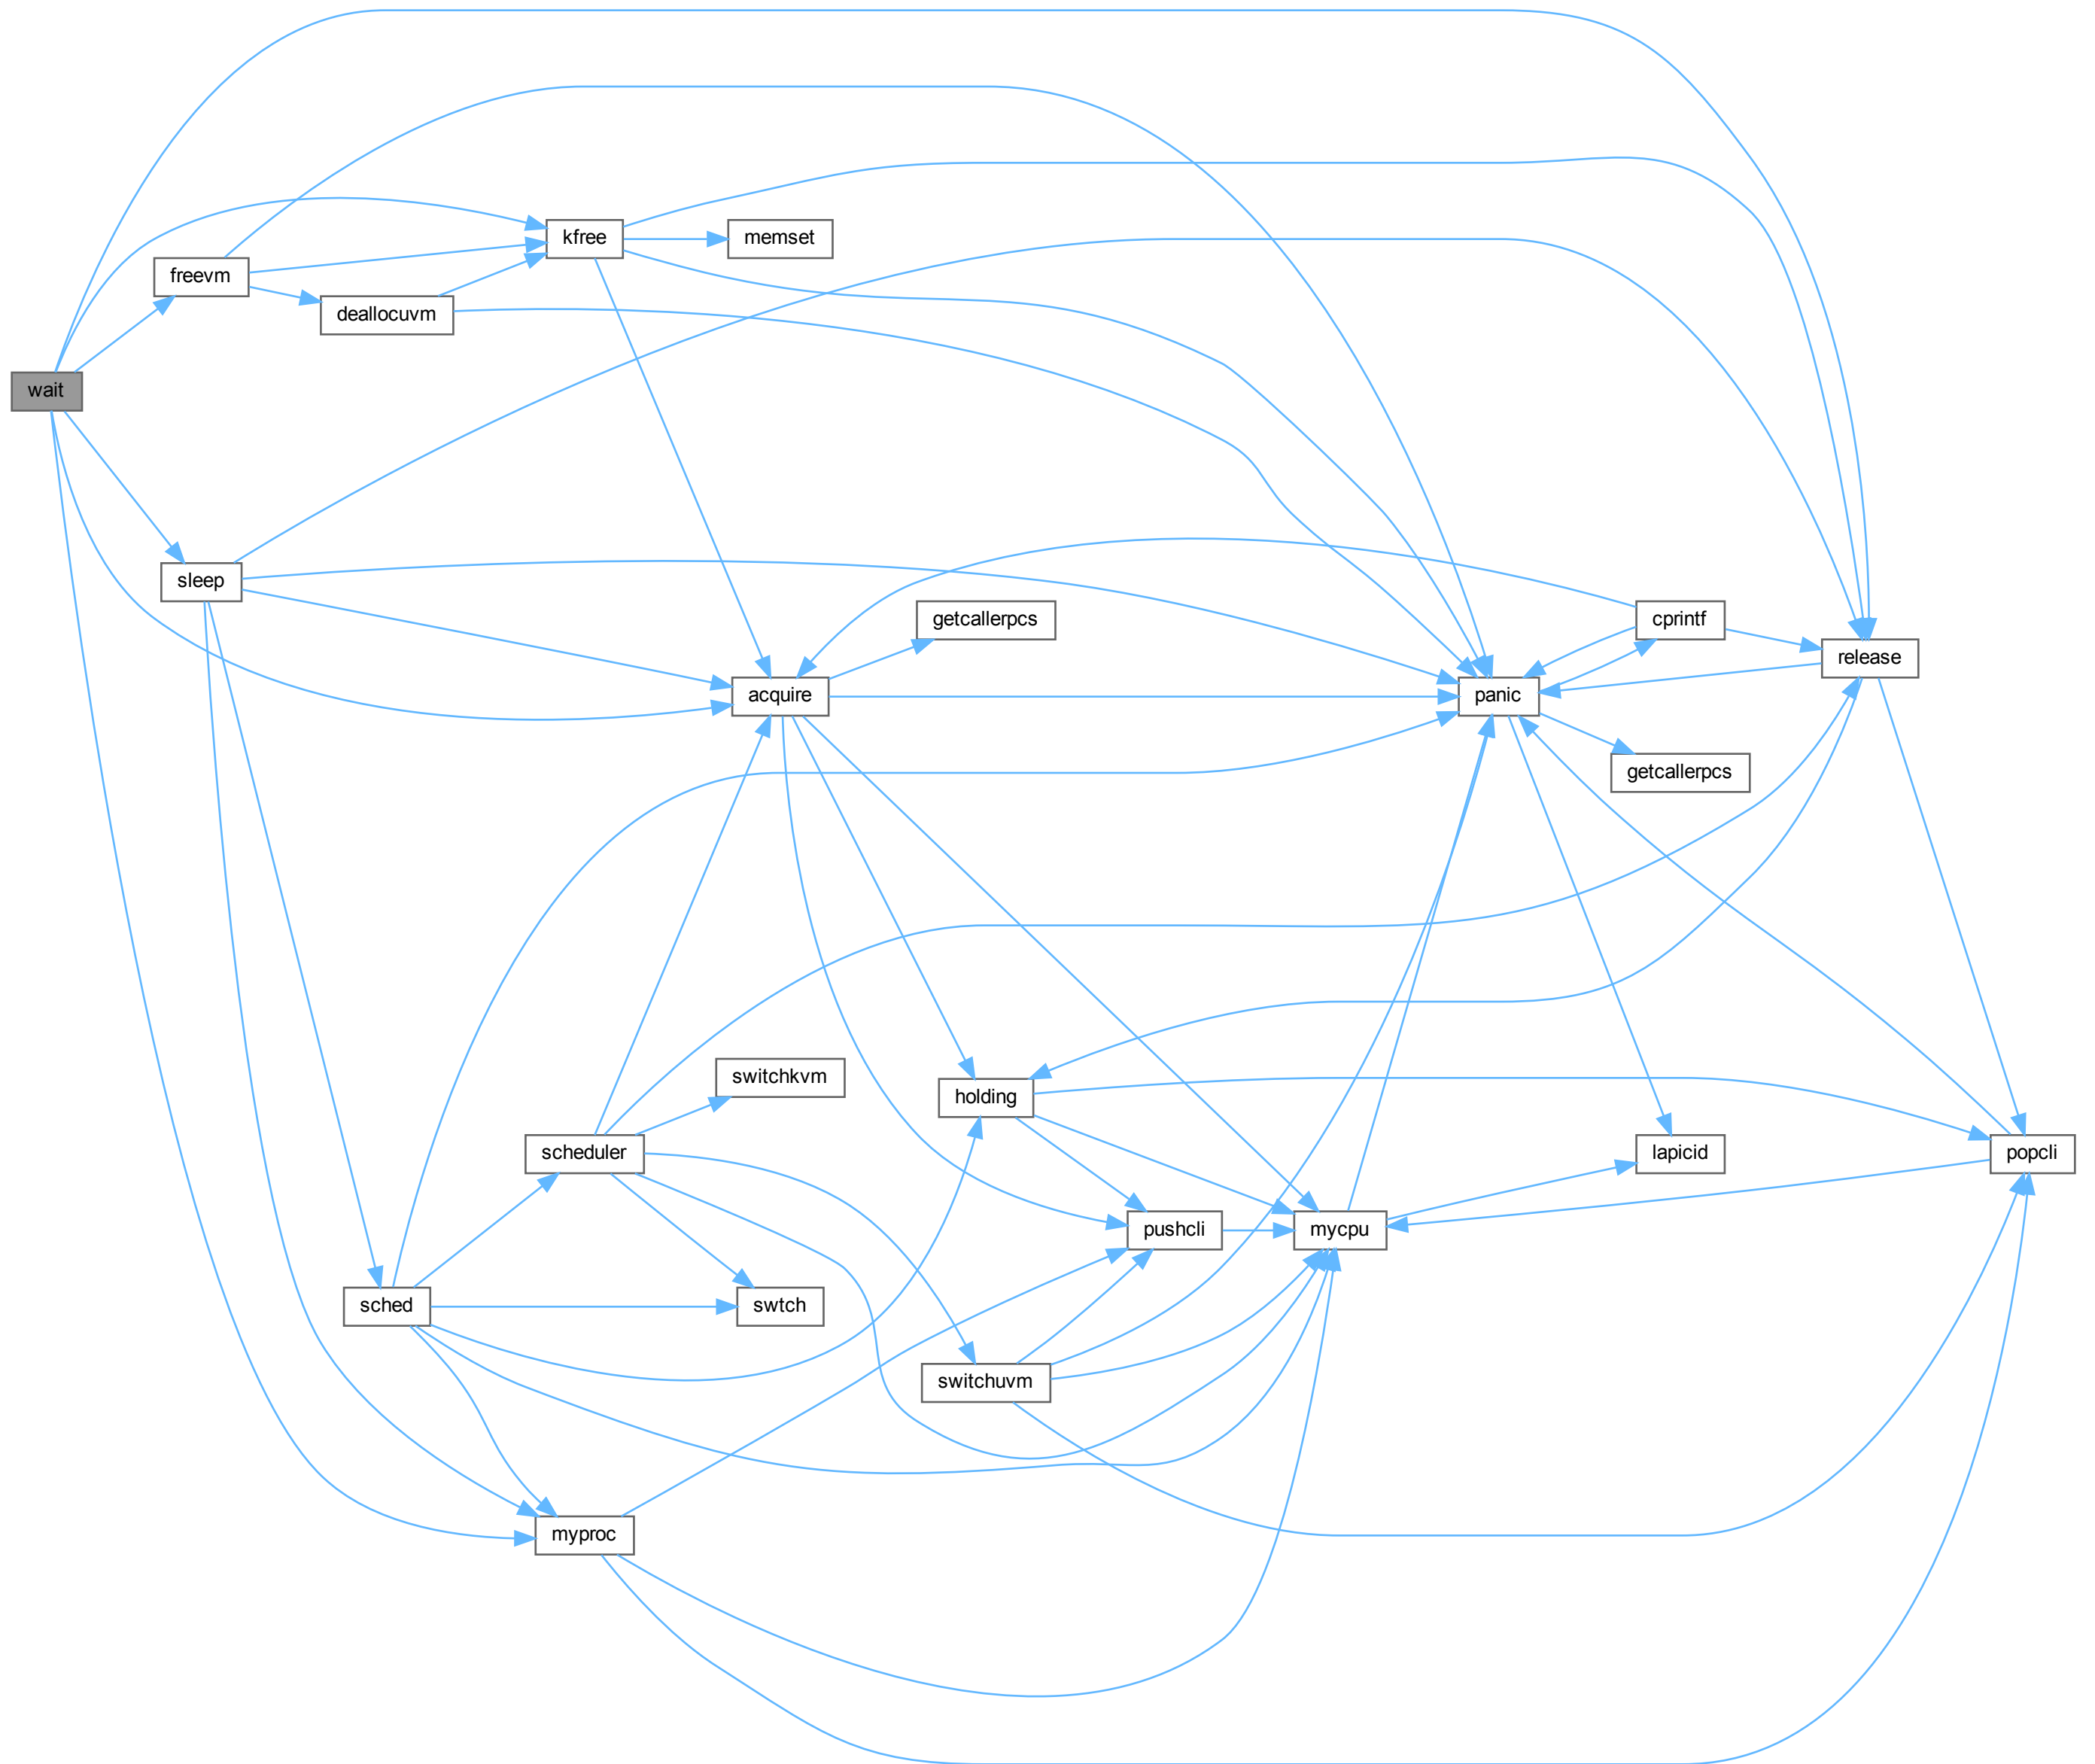 kfree
memset
freevm
deallocuvm
wait
sleep
getcallerpcs
cprintf
release
acquire
panic
getcallerpcs
switchkvm
holding
scheduler
lapicid
popcli
pushcli
mycpu
sched
swtch
switchuvm
myproc